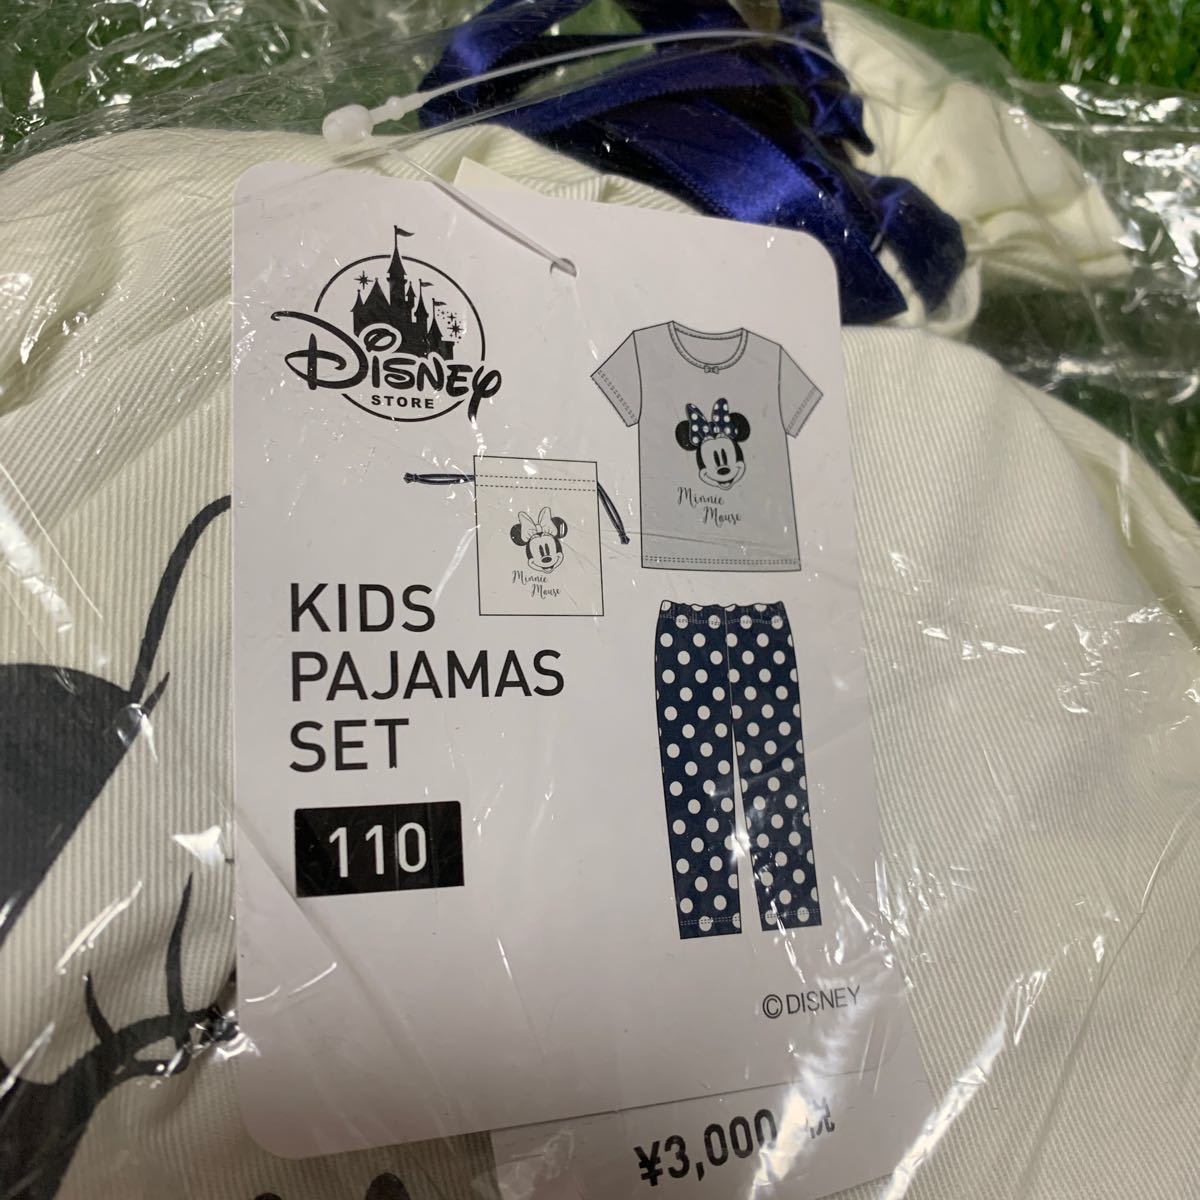 DISNEY
STORE
Minnie
Mouse
Minnie
Mouse
KIDS
PAJAMAS
SET
110
©DISNEY
¥3,000